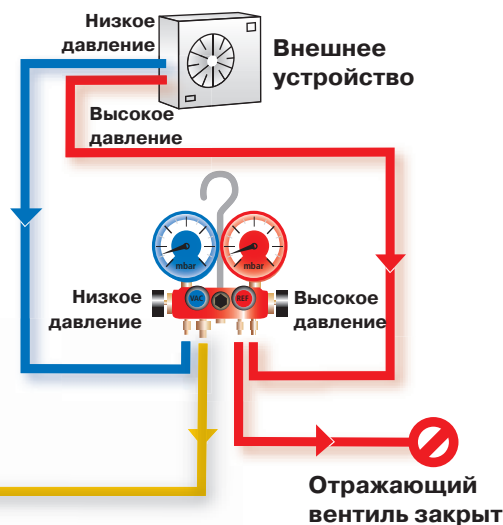 Низкое
давление
Внешнее
устройство
Высокое
давление
mbar
mbar
Низкое
давление
VAC
REF
Высокое
давление
Отражающий
вентиль закрыт